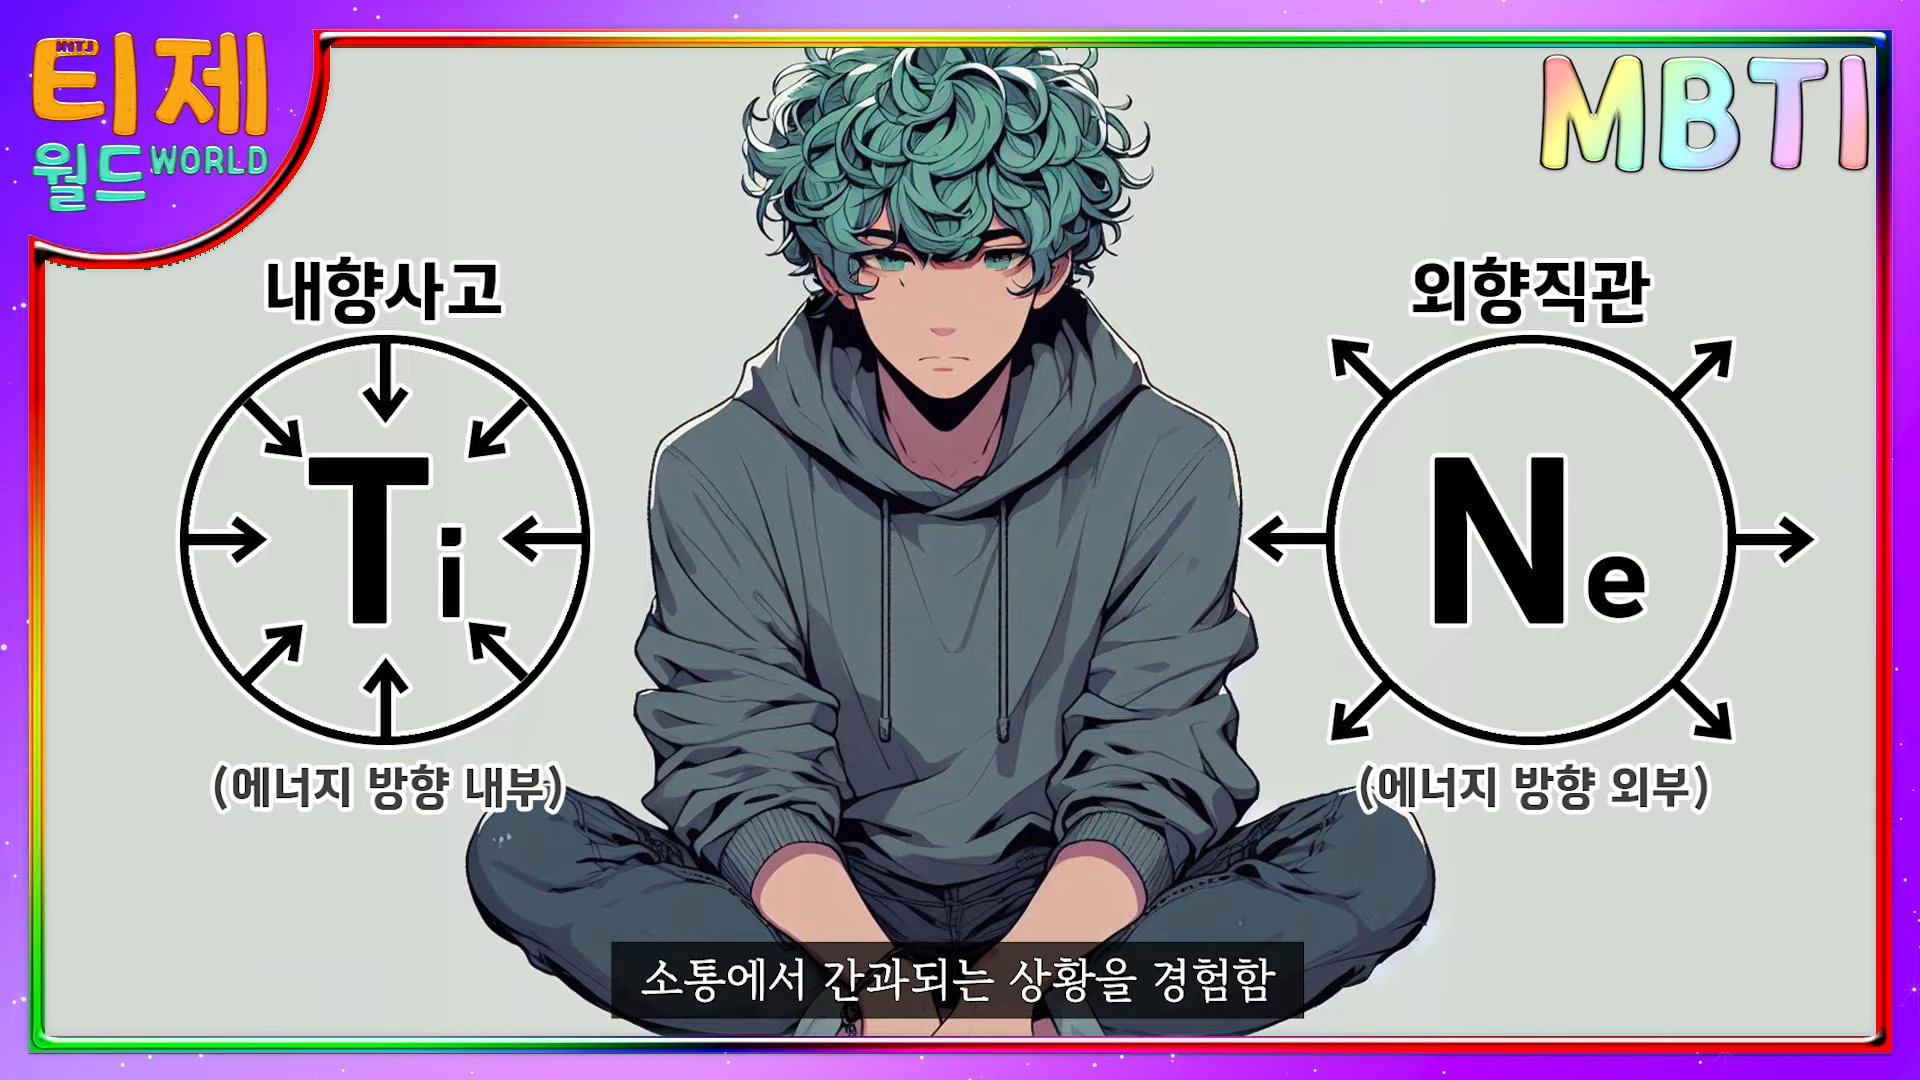 INTJ
티제
월드 WORLD
MBTI
내향사고
외향직관
Ti
Ne
(에너지 방향 내부)
(에너지 방향 외부)
소통에서 간과되는 상황을 경험함